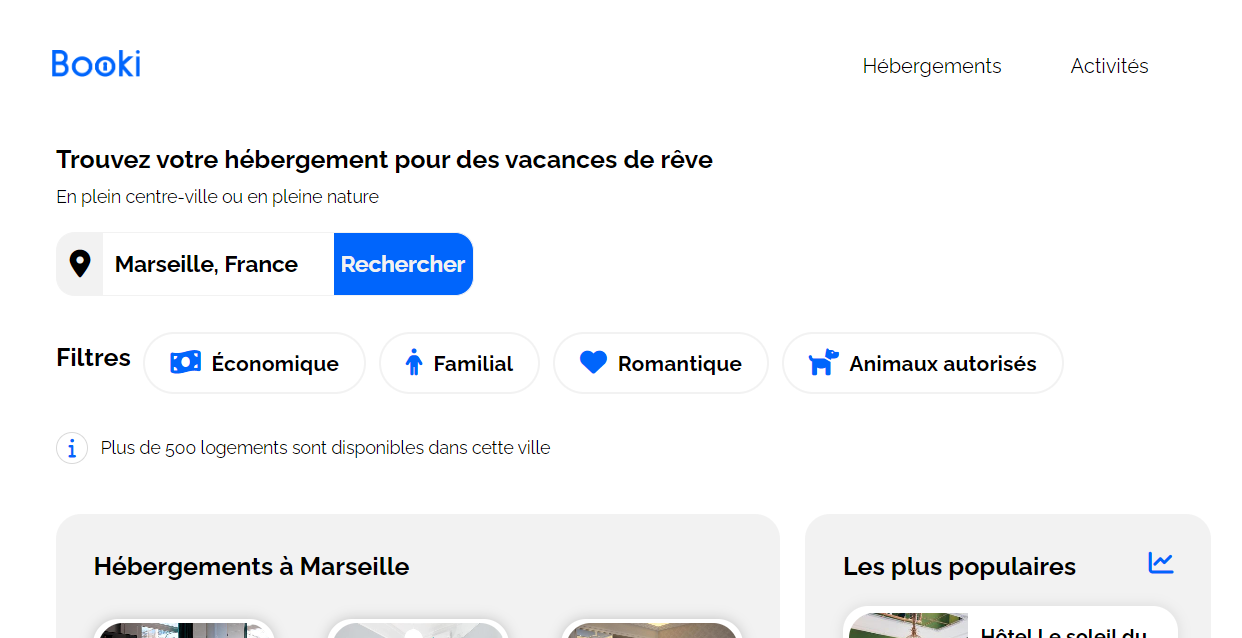 Booki
Hébergements
Activités
Trouvez votre hébergement pour des vacances de rêve
En plein centre-ville ou en pleine nature
Marseille, France
Rechercher
Filtres
Économique
Familial
Romantique
Animaux autorisés
Plus de 500 logements sont disponibles dans cette ville
Hébergements à Marseille
Les plus populaires
Hôtel Le soleil du